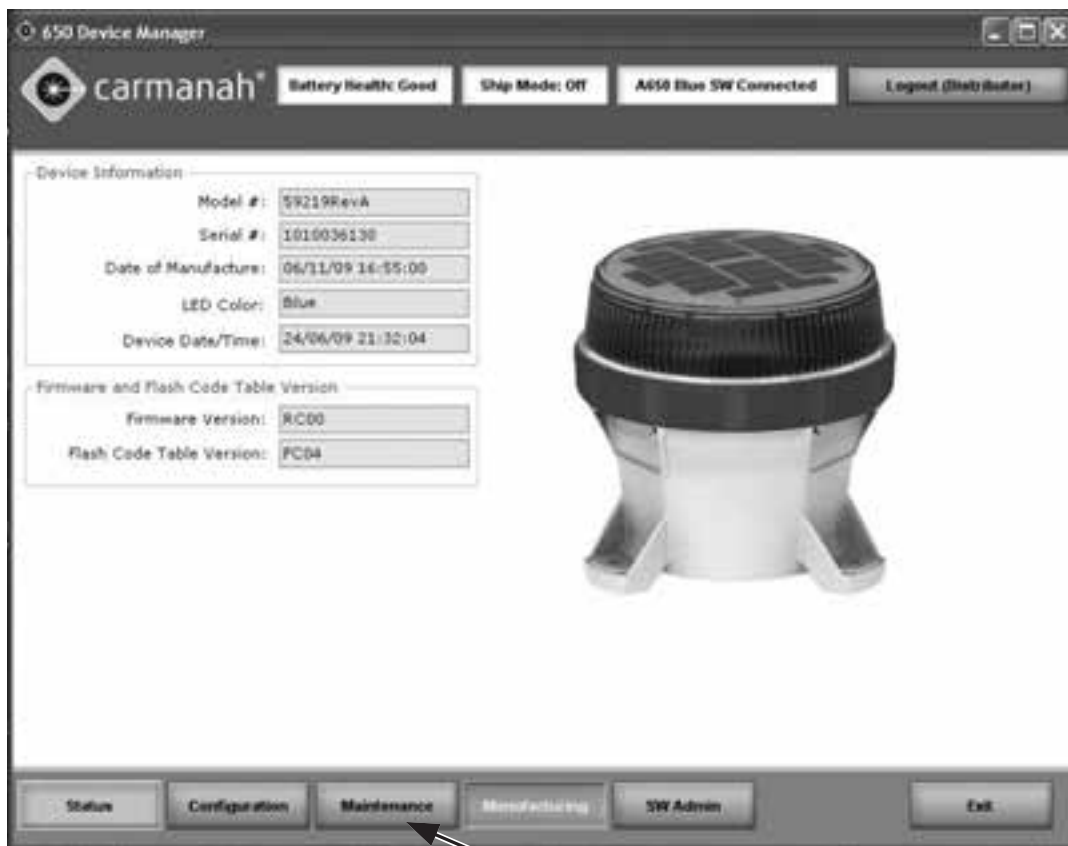 650 Device Manager
carmanah®
Battery Health: Good
Ship Mode: Off
A650 Blue SW Connected
Logout (Distributor)
Device Information
Model #: 59219RevA
Serial #: 1010036130
Date of Manufacture: 06/11/09 16:55:00
LED Color: Blue
Device Date/Time: 24/06/09 21:32:04
Firmware and Flash Code Table Version
Firmware Version: RC00
Flash Code Table Version: FC04
Status
Configuration
Maintenance
Manufacturing
SW Admin
Exit